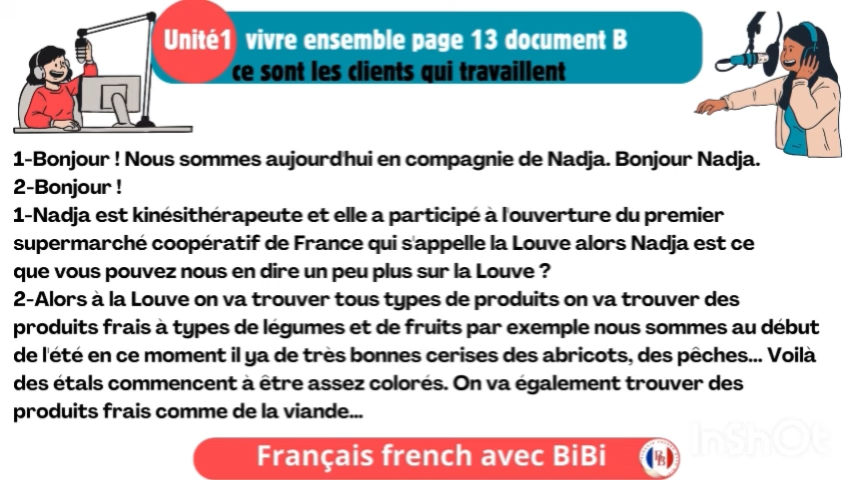 Unité1 vivre ensemble page 13 document B
ce sont les clients qui travaillent
1-Bonjour ! Nous sommes aujourd'hui en compagnie de Nadja. Bonjour Nadja.
2-Bonjour !
1-Nadja est kinésithérapeute et elle a participé à l'ouverture du premier
supermarché coopératif de France qui s'appelle la Louve alors Nadja est ce
que vous pouvez nous en dire un peu plus sur la Louve ?
2-Alors à la Louve on va trouver tous types de produits on va trouver des
produits frais à types de légumes et de fruits par exemple nous sommes au début
de l'été en ce moment il ya de très bonnes cerises des abricots, des pêches... Voilà
des étals commencent à être assez colorés. On va également trouver des
produits frais comme de la viande...
Français french avec BiBi
InShOt